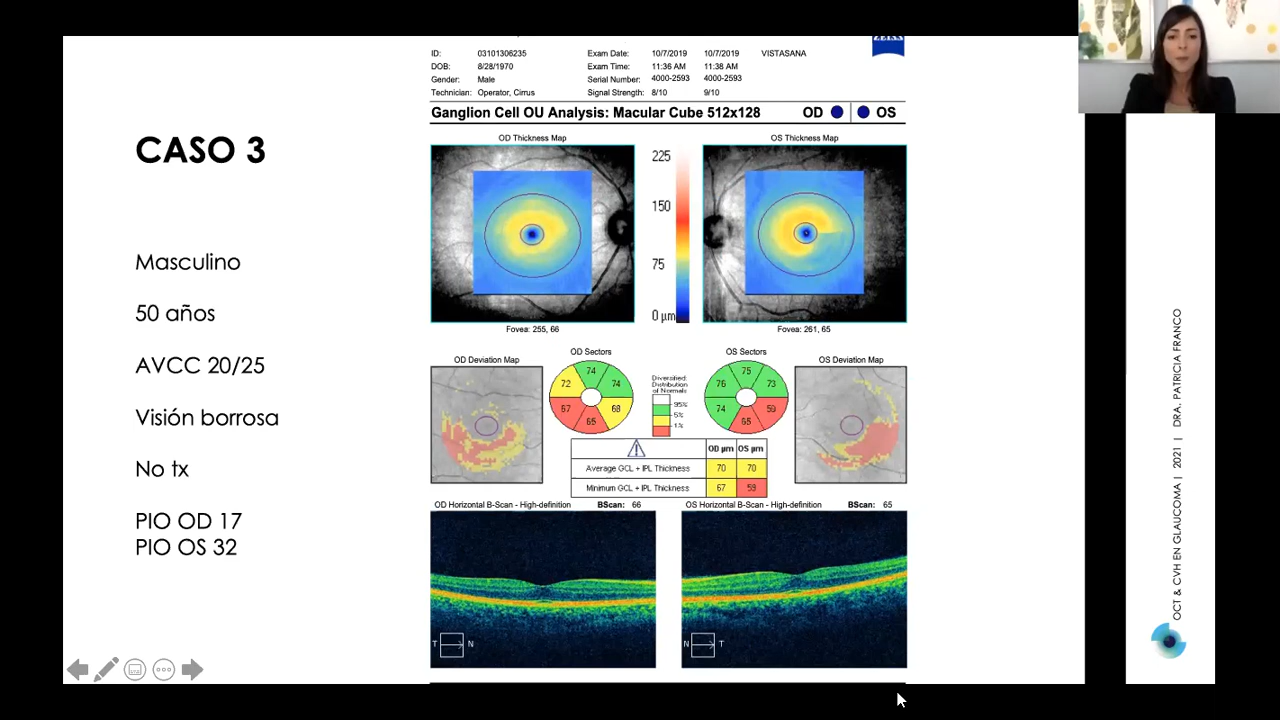 CASO 3
Masculino
50 años
AVCC 20/25
Visión borrosa
No tx
PIO OD 17
PIO OS 32
ZEISS
ID: 03101306235 Exam Date: 10/7/2019 10/7/2019 VISTASANA
DOB: 8/28/1970 Exam Time: 11:36 AM 11:38 AM
Gender: Male Serial Number: 4000-2593 4000-2593
Technician: Operator, Cirrus Signal Strength: 8/10 9/10
Ganglion Cell OU Analysis: Macular Cube 512x128 OD OS
OD Thickness Map OS Thickness Map
225
150
75
0 µm
Fovea: 255, 66 Fovea: 261, 65
OD Deviation Map OD Sectors OS Sectors OS Deviation Map
74
72 74
67 68
65
Diversified:
Distribution
of Normals
95%
5%
1%
75
76 73
74 59
65
OD µm OS µm
Average GCL + IPL Thickness 70 70
Minimum GCL + IPL Thickness 67 59
OD Horizontal B-Scan - High-definition BScan: 66 OS Horizontal B-Scan - High-definition BScan: 65
T N N T
OCT & CVH EN GLAUCOMA | 2021 | DRA. PATRICIA FRANCO